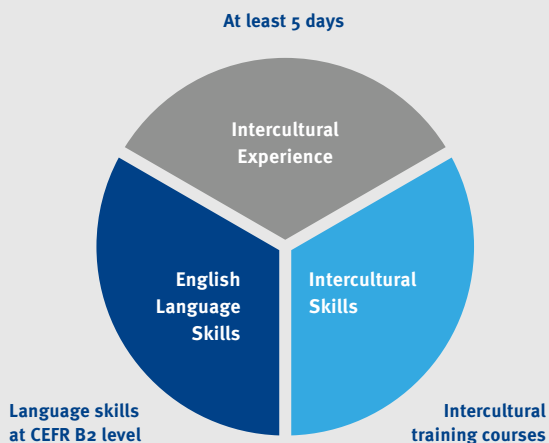 At least 5 days
Intercultural
Experience
English
Language
Skills
Intercultural
Skills
Language skills
at CEFR B2 level
Intercultural
training courses